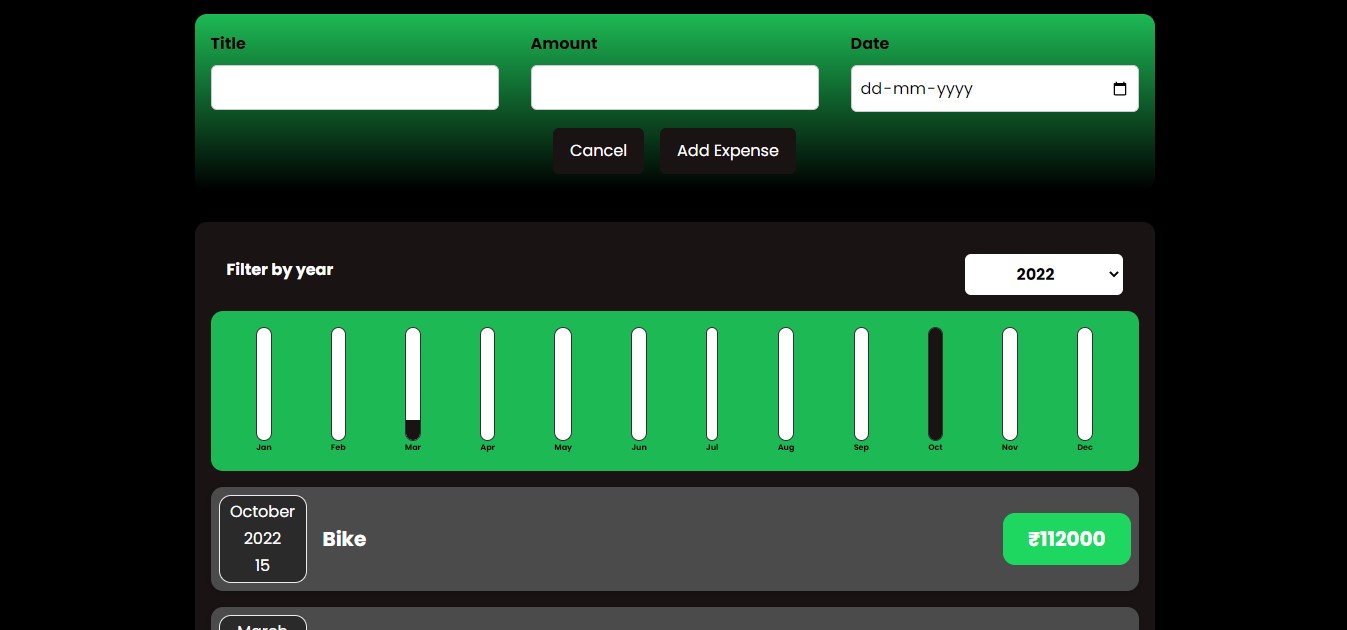 Title Amount Date
dd-mm-yyyy
Cancel Add Expense
Filter by year 2022
Jan Feb Mar Apr May Jun Jul Aug Sep Oct Nov Dec
October
2022
15
Bike
₹112000
March